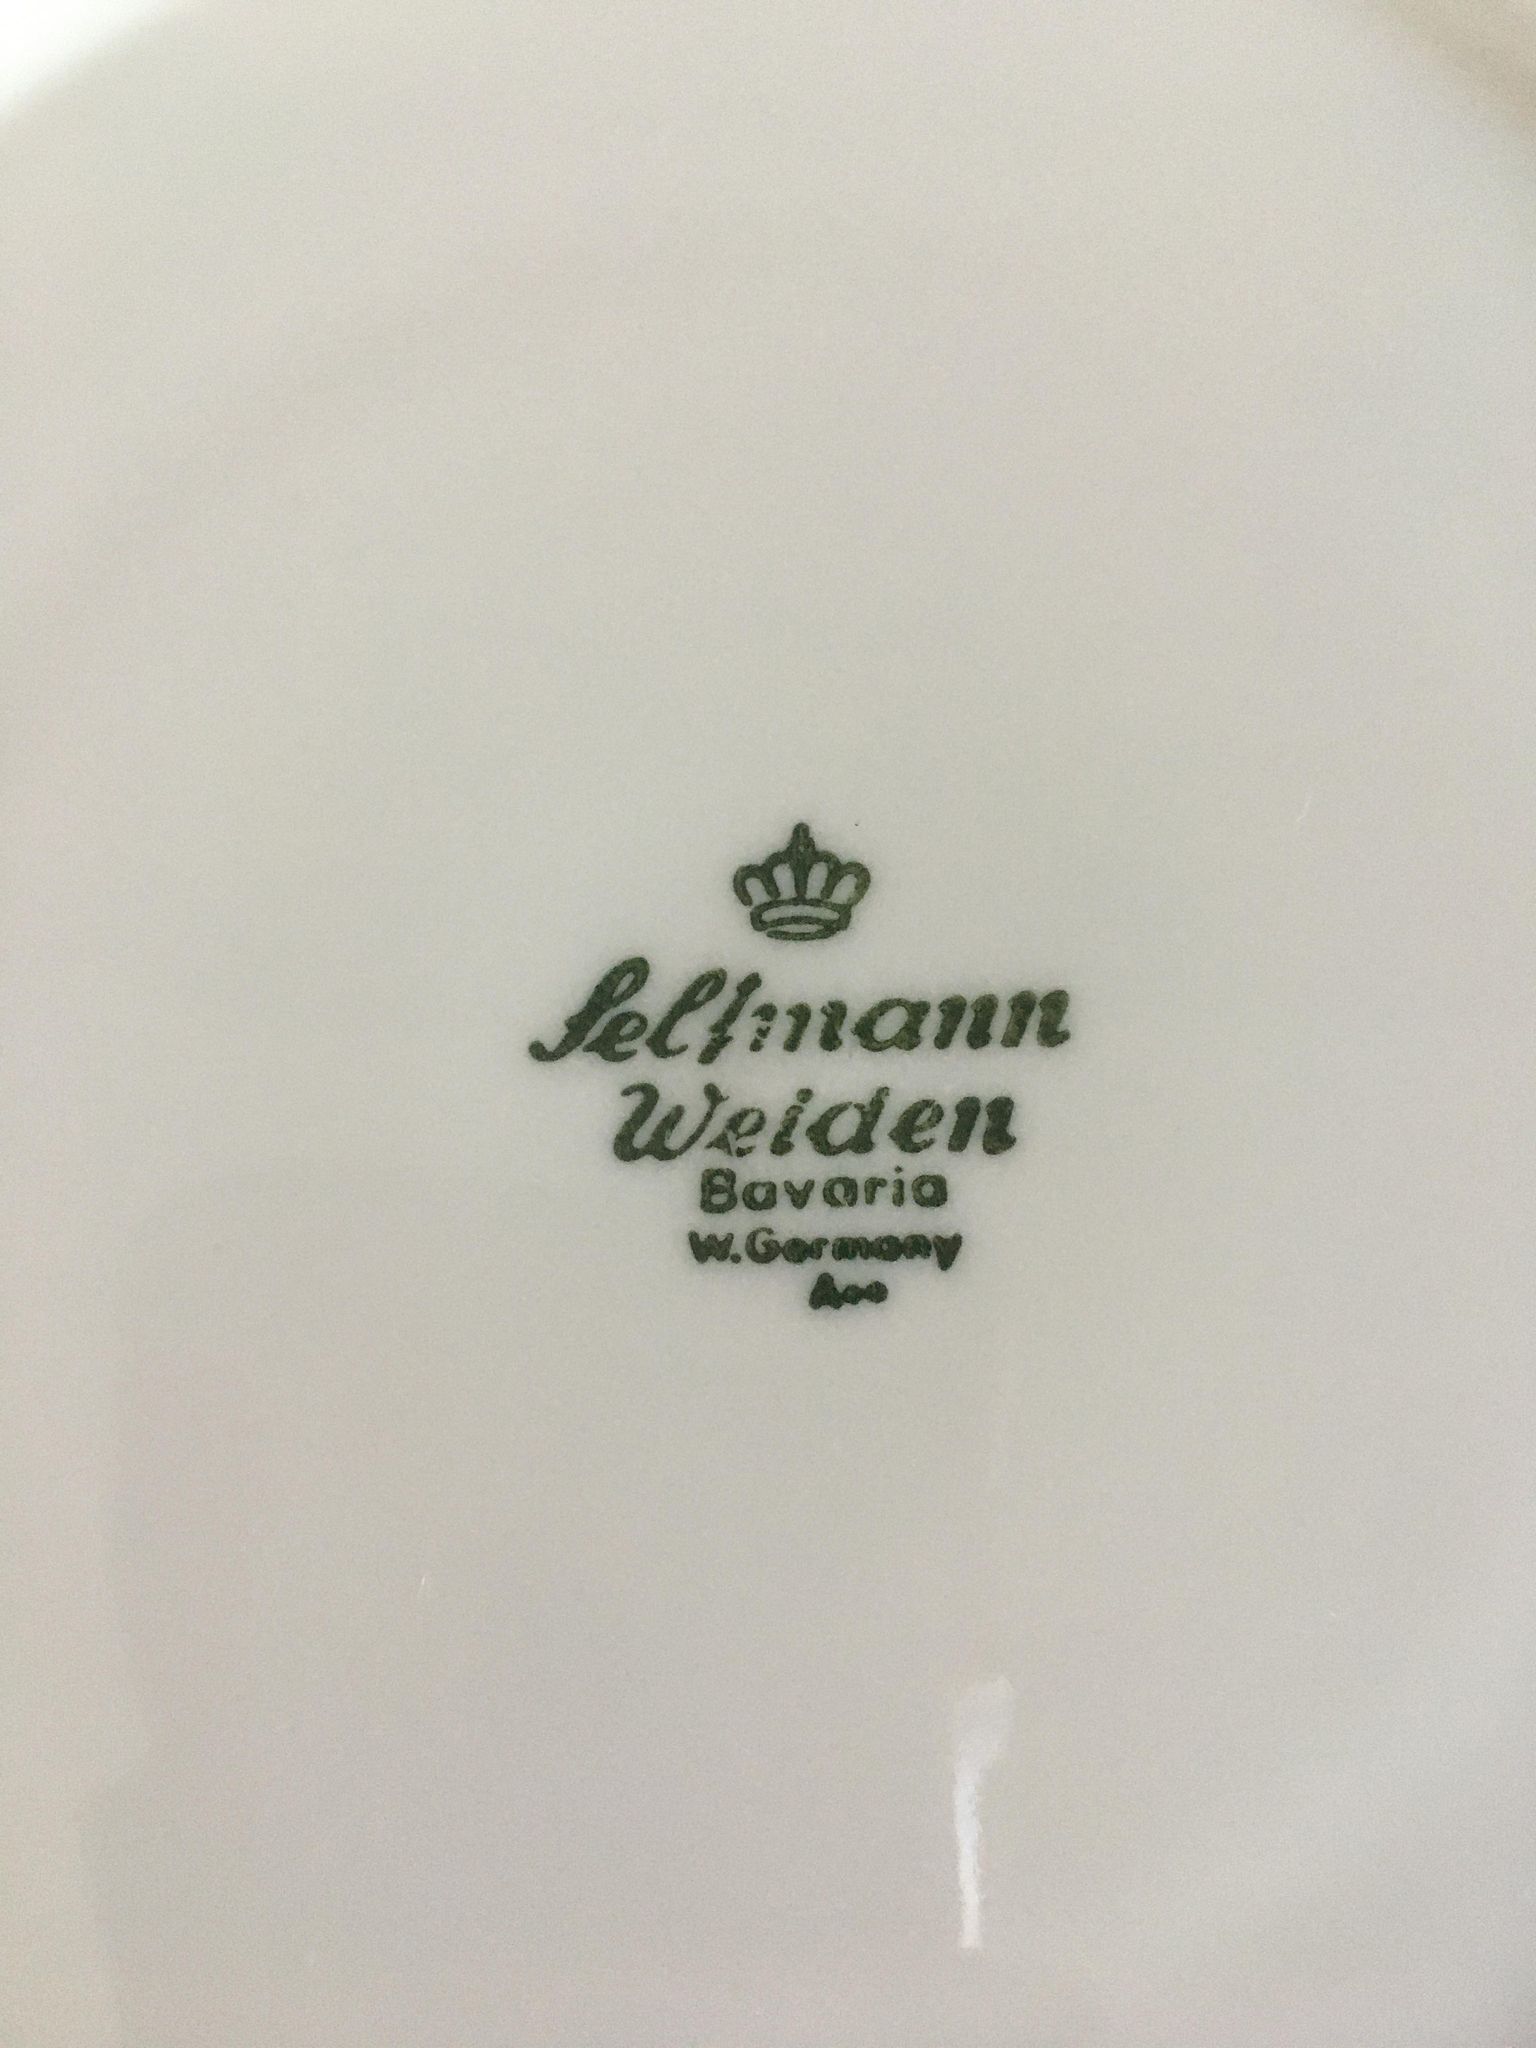 Seltmann
Weiden
Bavaria
W.Germany